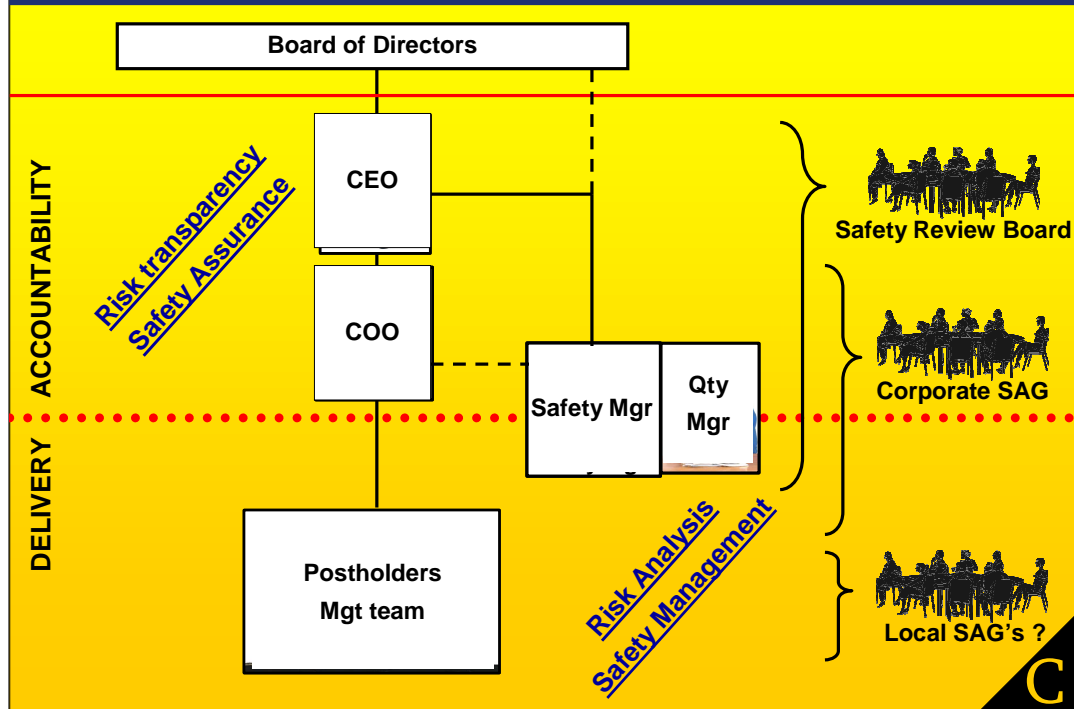 Board of Directors
ACCOUNTABILITY
Risk transparency
Safety Assurance
CEO
COO
Safety Mgr
Qty
Mgr
Safety Review Board
Corporate SAG
DELIVERY
Postholders
Mgt team
Risk Analysis
Safety Management
Local SAG's ?
C